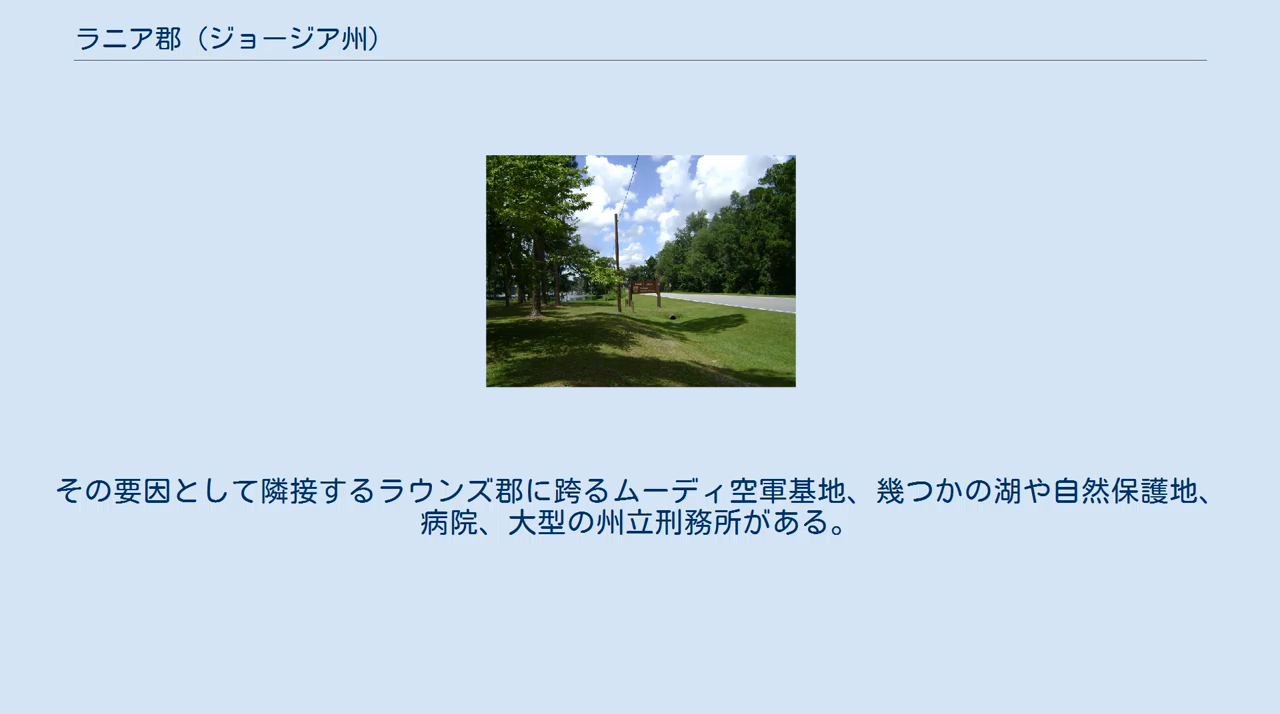 ラニア郡（ジョージア州）
その要因として隣接するラウンズ郡に跨るムーディ空軍基地、幾つかの湖や自然保護地、
病院、大型の州立刑務所がある。